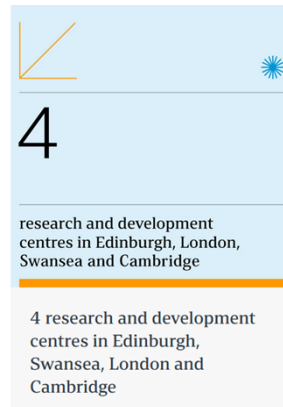 4
research and development
centres in Edinburgh, London,
Swansea and Cambridge
4 research and development
centres in Edinburgh,
Swansea, London and
Cambridge